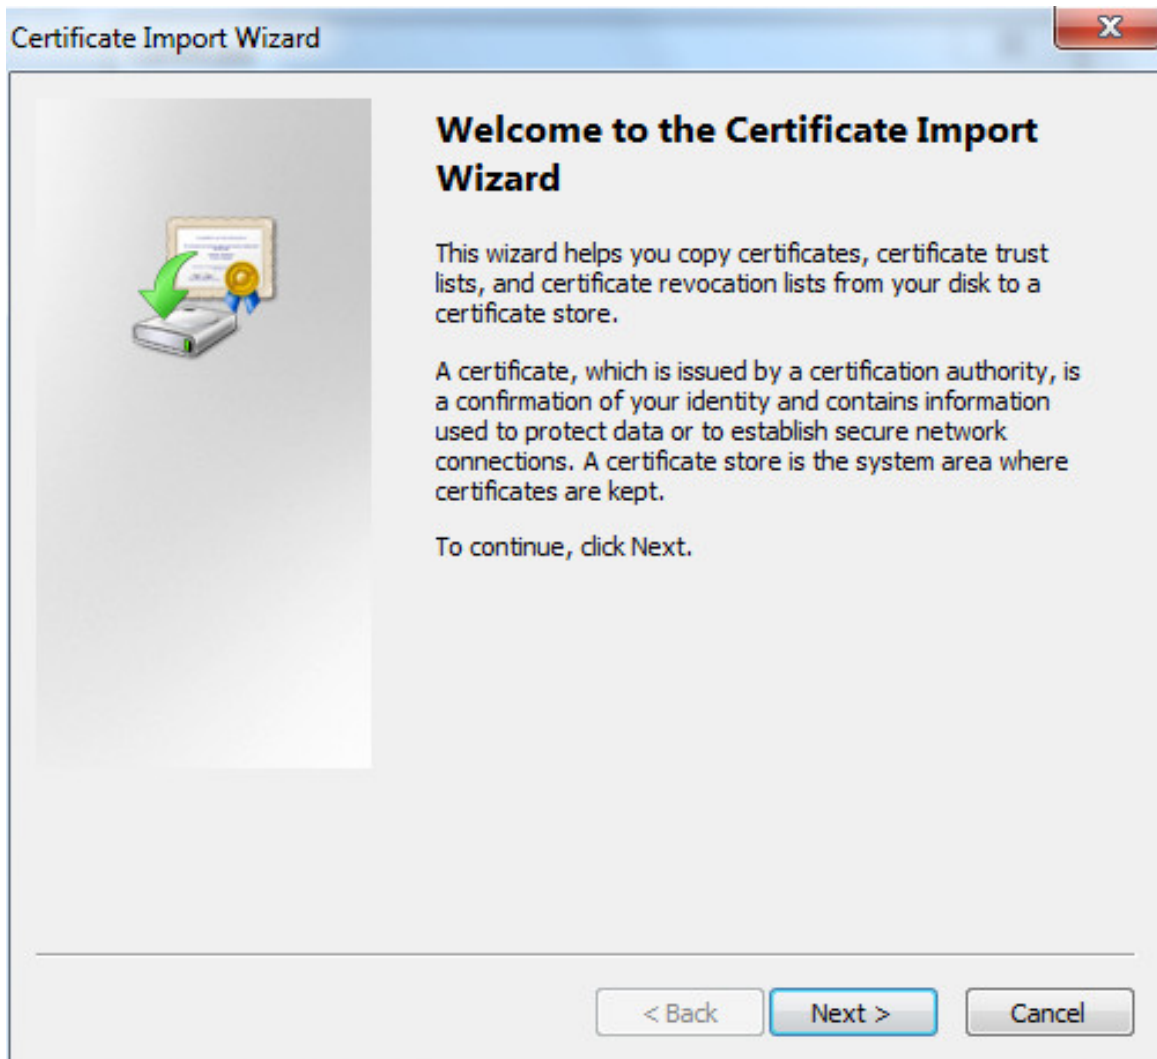 Certificate Import Wizard
X
Welcome to the Certificate Import
Wizard
This wizard helps you copy certificates, certificate trust
lists, and certificate revocation lists from your disk to a
certificate store.
A certificate, which is issued by a certification authority, is
a confirmation of your identity and contains information
used to protect data or to establish secure network
connections. A certificate store is the system area where
certificates are kept.
To continue, click Next.
< Back Next > Cancel